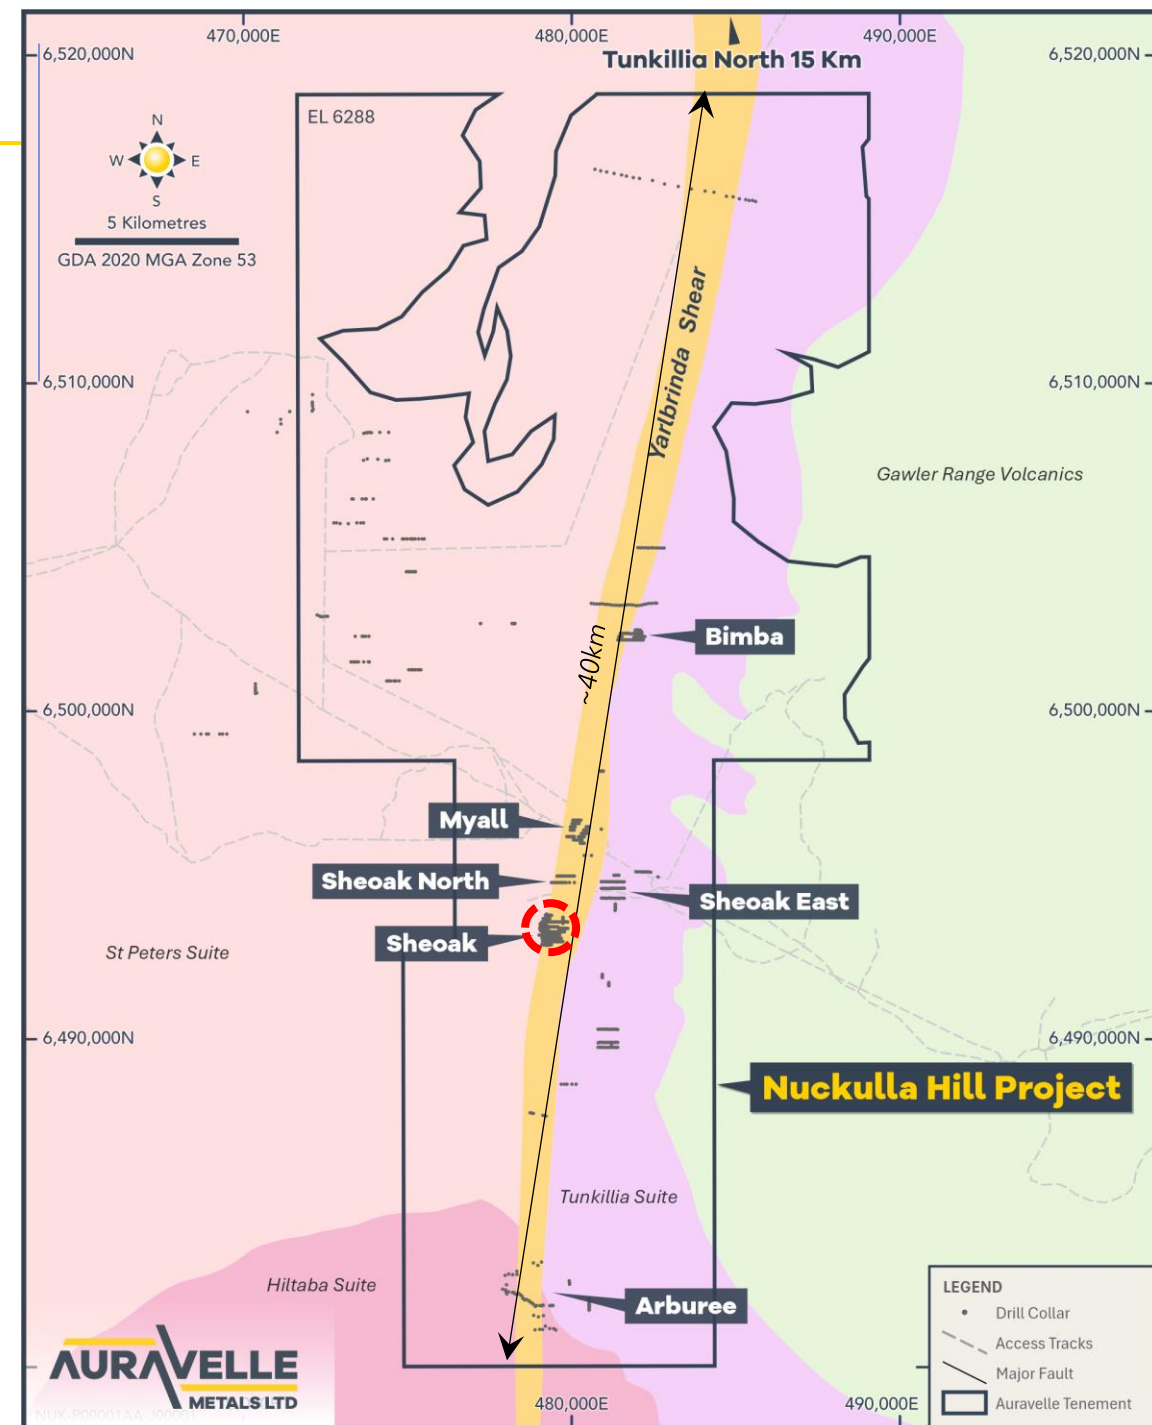 470,000E
480,000E
490,000E
6,520,000N
6,520,000N
Tunkillia North 15 Km
EL 6288
N
W
E
S
5 Kilometres
GDA 2020 MGA Zone 53
Yarlbrinda Shear
6,510,000N
6,510,000N
Gawler Range Volcanics
~40km
Bimba
6,500,000N
6,500,000N
Myall
Sheoak North
Sheoak East
Sheoak
St Peters Suite
6,490,000N
6,490,000N
Nuckulla Hill Project
Tunkillia Suite
Hiltaba Suite
Arburee
LEGEND
Drill Collar
Access Tracks
Major Fault
Auravelle Tenement
AURAVELLE
METALS LTD
480,000E
490,000E